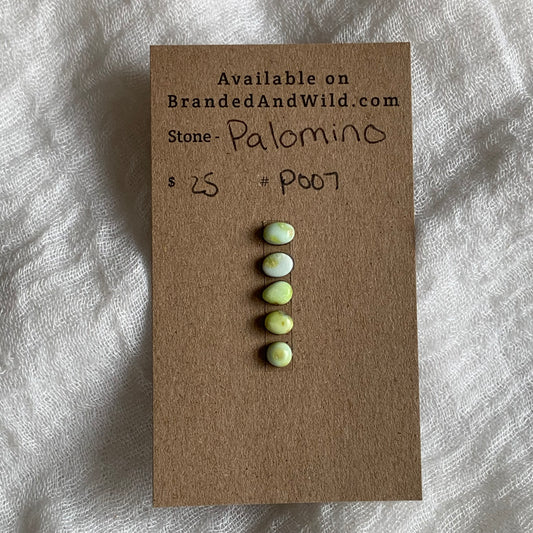 Available on
BrandedAndWild.com
Stone - Palomino
$ 25 # P007